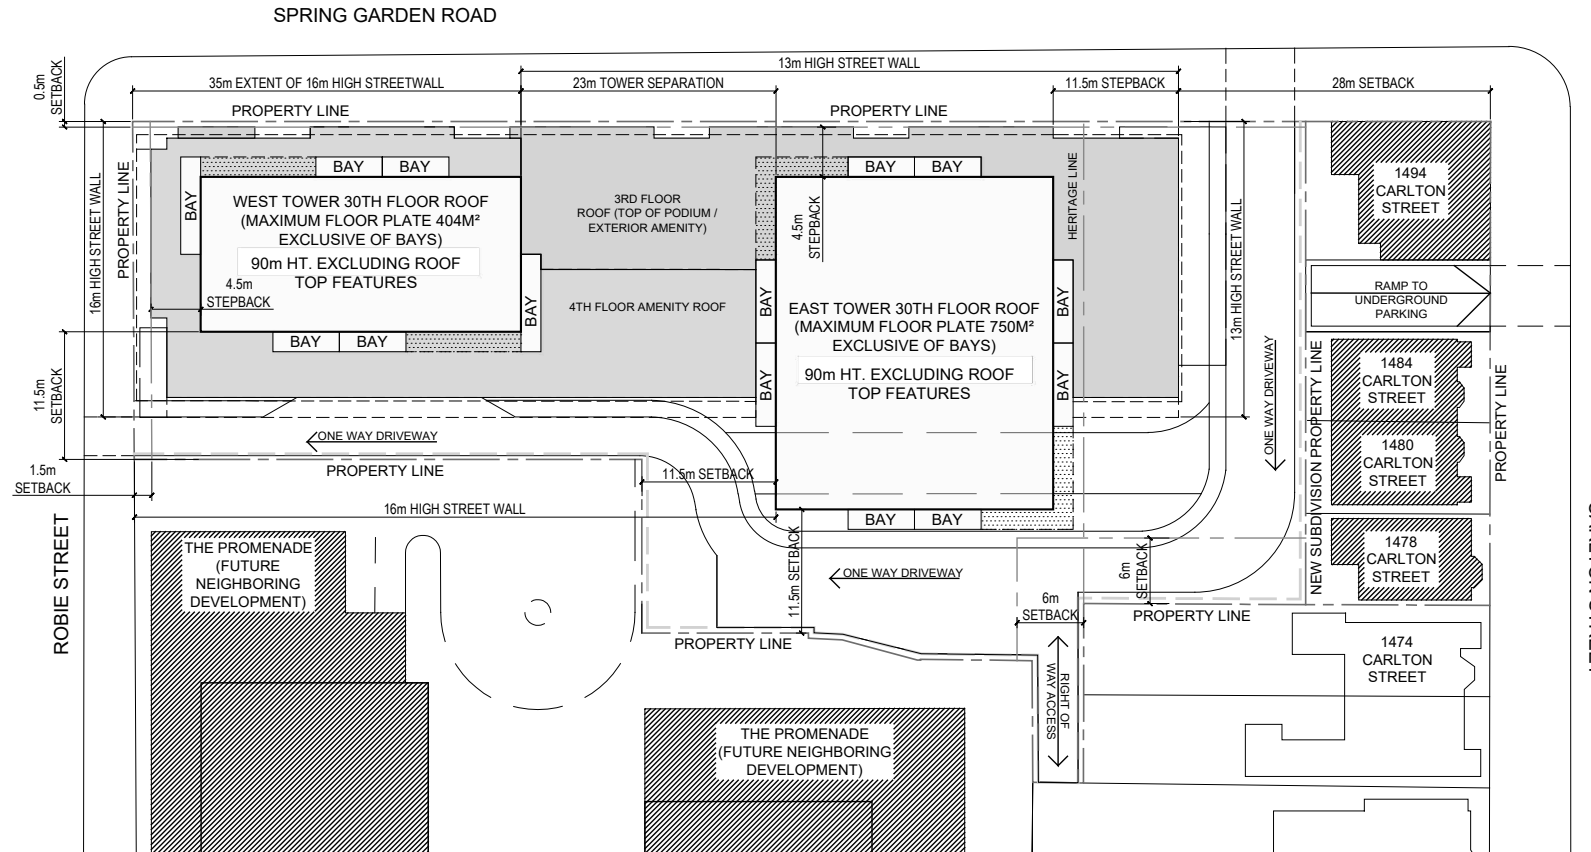 SPRING GARDEN ROAD
13m HIGH STREET WALL
0.5m
SETBACK
35m EXTENT OF 16m HIGH STREETWALL
23m TOWER SEPARATION
11.5m STEPBACK
28m SETBACK
PROPERTY LINE
PROPERTY LINE
PROPERTY LINE
16m HIGH STREET WALL
BAY
BAY
BAY
BAY
BAY
WEST TOWER 30TH FLOOR ROOF
(MAXIMUM FLOOR PLATE 404M²
EXCLUSIVE OF BAYS)
90m HT. EXCLUDING ROOF
TOP FEATURES
4.5m
STEPBACK
BAY
BAY
BAY
3RD FLOOR
ROOF (TOP OF PODIUM /
EXTERIOR AMENITY)
4TH FLOOR AMENITY ROOF
4.5m
STEPBACK
HERITAGE LINE
EAST TOWER 30TH FLOOR ROOF
(MAXIMUM FLOOR PLATE 750M²
EXCLUSIVE OF BAYS)
90m HT. EXCLUDING ROOF
TOP FEATURES
BAY
BAY
BAY
BAY
BAY
BAY
13m HIGH STREET WALL
ONE WAY DRIVEWAY
NEW SUBDIVISION PROPERTY LINE
1494
CARLTON
STREET
RAMP TO
UNDERGROUND
PARKING
1484
CARLTON
STREET
1480
CARLTON
STREET
1478
CARLTON
STREET
1474
CARLTON
STREET
PROPERTY LINE
11.5m
SETBACK
1.5m
SETBACK
ONE WAY DRIVEWAY
PROPERTY LINE
11.5m SETBACK
16m HIGH STREET WALL
11.5m SETBACK
ONE WAY DRIVEWAY
6m
SETBACK
6m
SETBACK
PROPERTY LINE
PROPERTY LINE
RIGHT OF
WAY ACCESS
ROBIE STREET
THE PROMENADE
(FUTURE
NEIGHBORING
DEVELOPMENT)
THE PROMENADE
(FUTURE NEIGHBORING
DEVELOPMENT)